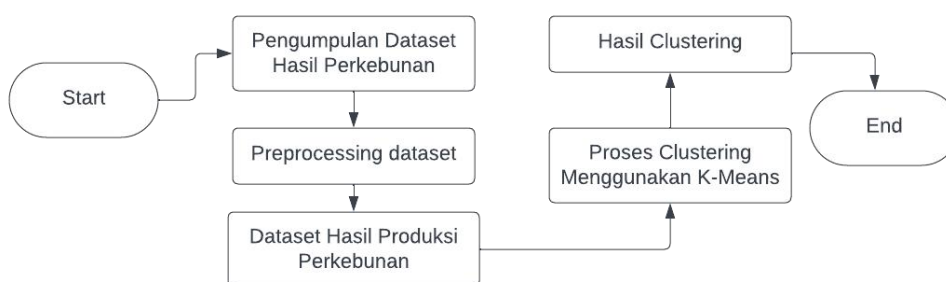 Start
Pengumpulan Dataset
Hasil Perkebunan
Preprocessing dataset
Dataset Hasil Produksi
Perkebunan
Proses Clustering
Menggunakan K-Means
Hasil Clustering
End